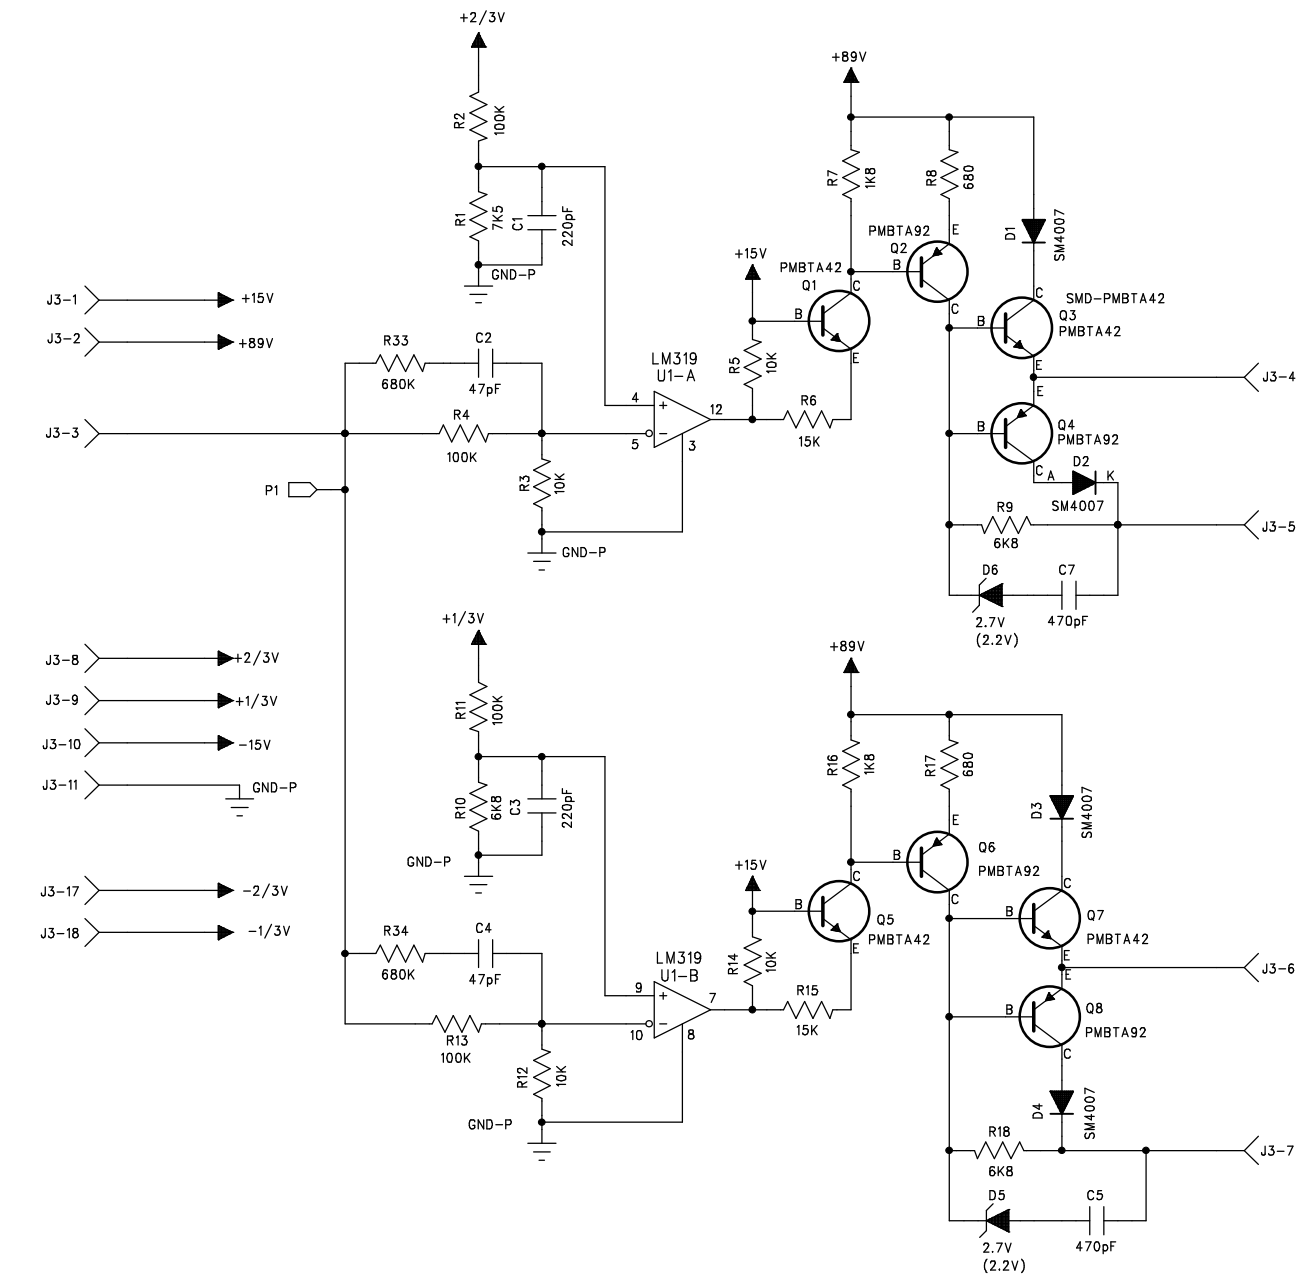 +2/3V
R2
100K
R1
7K5
C1
220pF
GND-P
J3-1
+15V
J3-2
+89V
J3-3
P1
R33
680K
C2
47pF
R4
100K
R3
10K
GND-P
LM319
U1-A
4
+
5
-
12
3
+15V
R5
10K
R6
15K
+89V
R7
1K8
R8
680
PMBTA42
Q1
B
C
E
PMBTA92
Q2
B
E
C
D1
SM4007
SMD-PMBTA42
Q3
PMBTA42
B
C
E
J3-4
E
B
Q4
PMBTA92
C
A
D2
K
SM4007
R9
6K8
J3-5
D6
2.7V
(2.2V)
C7
470pF
J3-8
+2/3V
J3-9
+1/3V
J3-10
-15V
J3-11
GND-P
J3-17
-2/3V
J3-18
-1/3V
+1/3V
R11
100K
R10
6K8
C3
220pF
GND-P
R34
680K
C4
47pF
R13
100K
R12
10K
GND-P
LM319
U1-B
9
+
10
-
7
8
+15V
R14
10K
R15
15K
+89V
R16
1K8
R17
680
B
C
Q5
PMBTA42
E
B
E
Q6
PMBTA92
C
D3
SM4007
C
B
Q7
PMBTA42
E
J3-6
E
B
Q8
PMBTA92
C
D4
SM4007
R18
6K8
J3-7
D5
2.7V
(2.2V)
C5
470pF